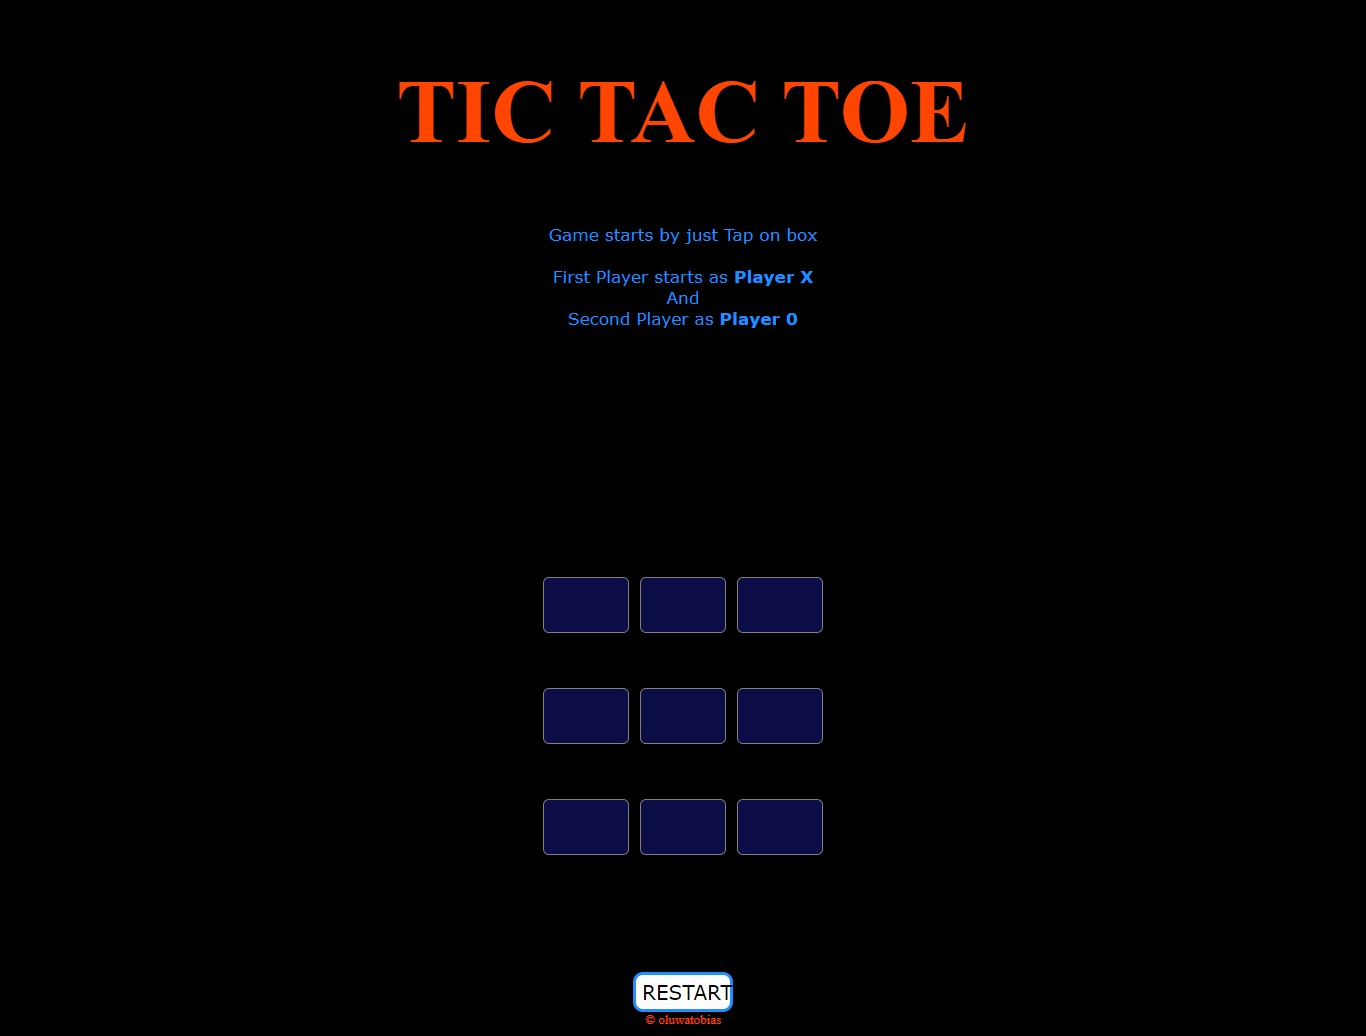 TIC TAC TOE
Game starts by just Tap on box
First Player starts as Player X
And
Second Player as Player 0
RESTART
© oluwatobias